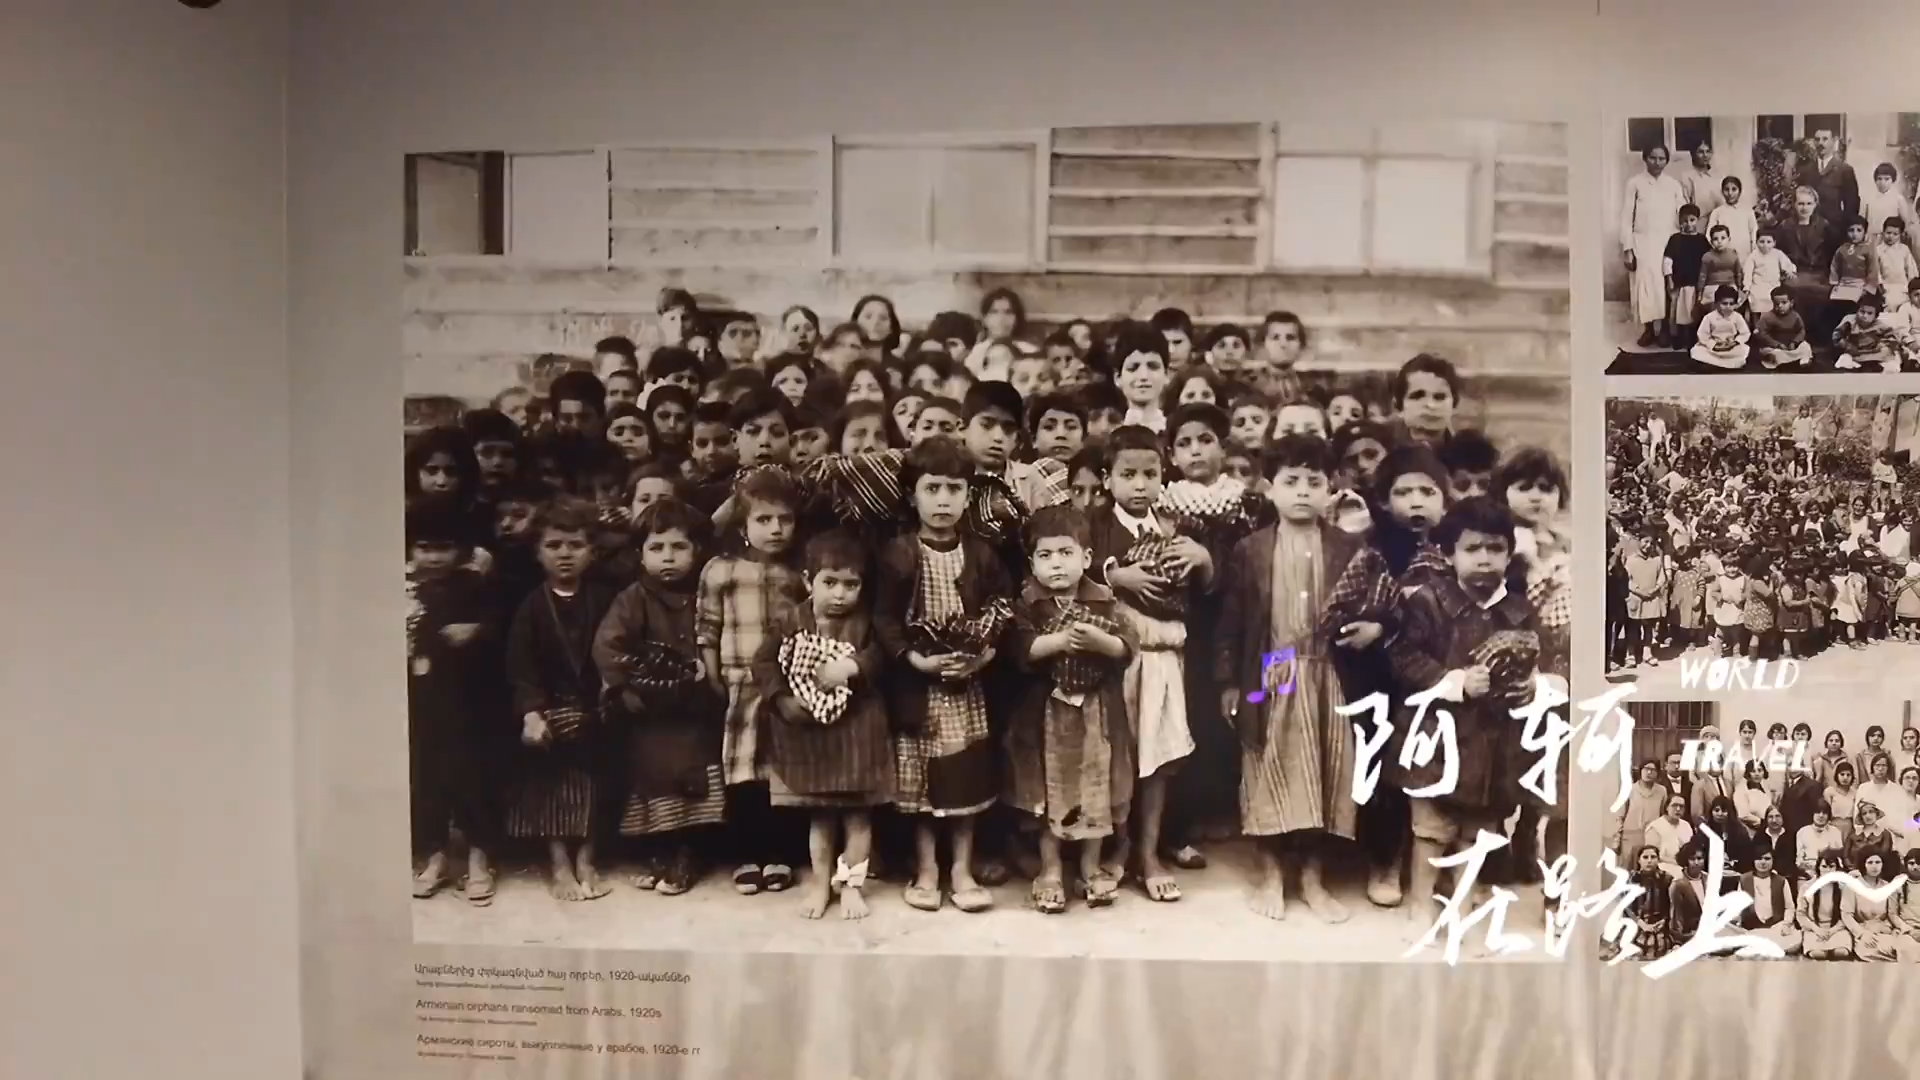 Արաբներից փրկագնված հայ որբեր, 1920-ականներ
Armenian orphans ransomed from Arabs, 1920s
Армянские сироты, выкупленные у арабов, 1920-е гг
阿轲
WORLD
TRAVEL
在路上～